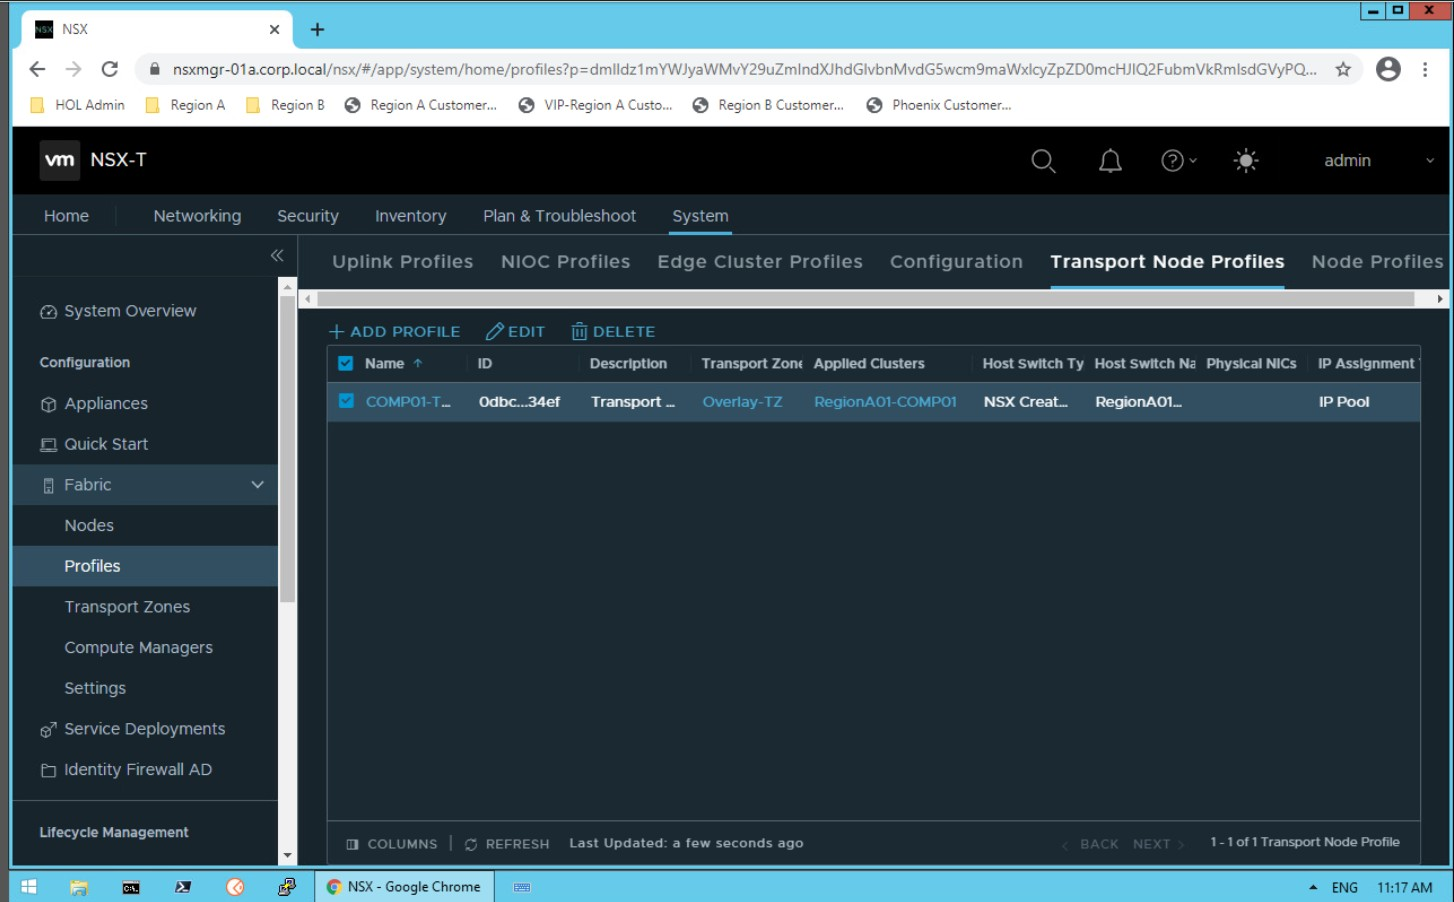 NSX
nsxmgr-01a.corp.local/nsx/#/app/system/home/profiles?p=dmlldz1mYWJyaWMvY29uZmlndXJhdGlvbnMvdG5wcm9maWxlcyZpZD0mcHJlQ2FubmVkRmlsdGVyPQ...
HOL Admin Region A Region B Region A Customer... VIP-Region A Custo... Region B Customer... Phoenix Customer...
vm NSX-T admin
Home Networking Security Inventory Plan & Troubleshoot System
Uplink Profiles NIOC Profiles Edge Cluster Profiles Configuration Transport Node Profiles Node Profiles
System Overview
Configuration
Appliances
Quick Start
Fabric
Nodes
Profiles
Transport Zones
Compute Managers
Settings
Service Deployments
Identity Firewall AD
Lifecycle Management
+ ADD PROFILE EDIT DELETE
Name ↑ ID Description Transport Zone Applied Clusters Host Switch Ty Host Switch Na Physical NICs IP Assignment
COMP01-T... 0dbc...34ef Transport ... Overlay-TZ RegionA01-COMP01 NSX Creat... RegionA01... IP Pool
COLUMNS REFRESH Last Updated: a few seconds ago BACK NEXT 1 - 1 of 1 Transport Node Profile
NSX - Google Chrome ENG 11:17 AM